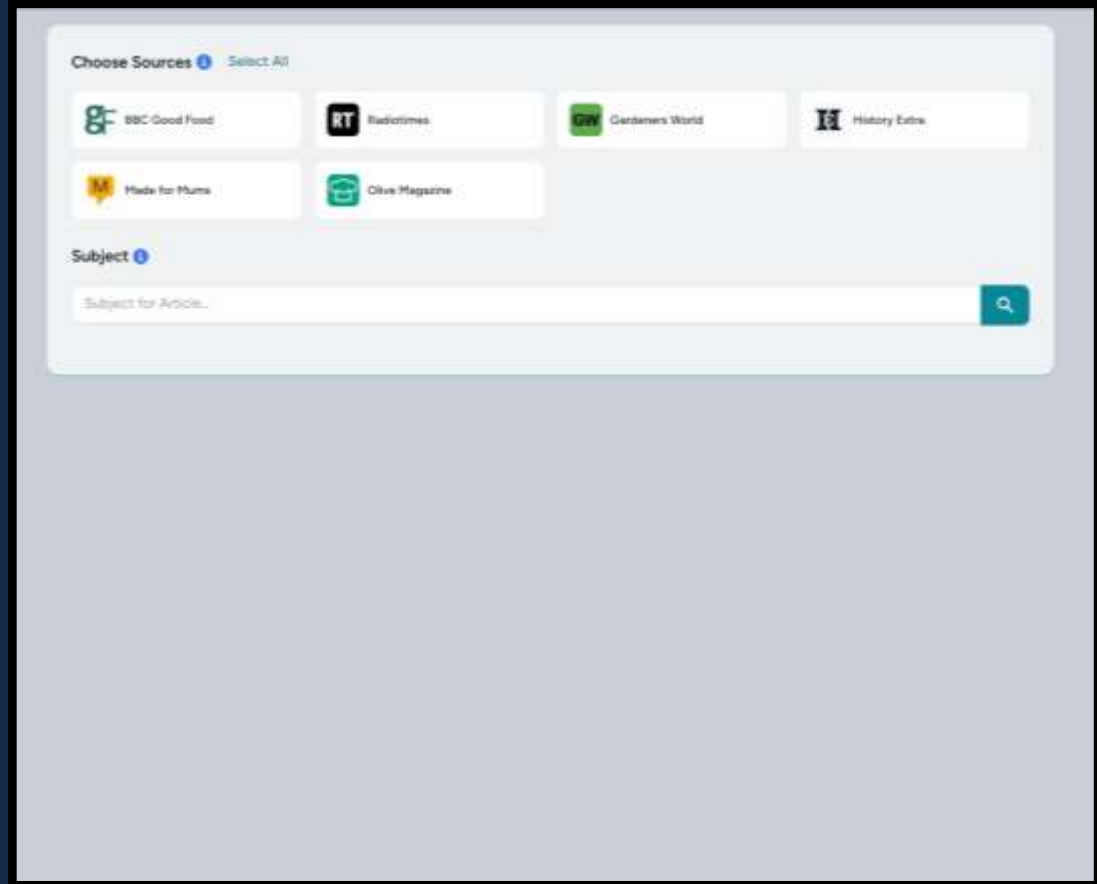 Choose Sources Select All
BBC Good Food
RT Radiotimes
GW Gardeners World
HE History Extra
M Made for Mums
Olive Magazine
Subject
Subject for Article...